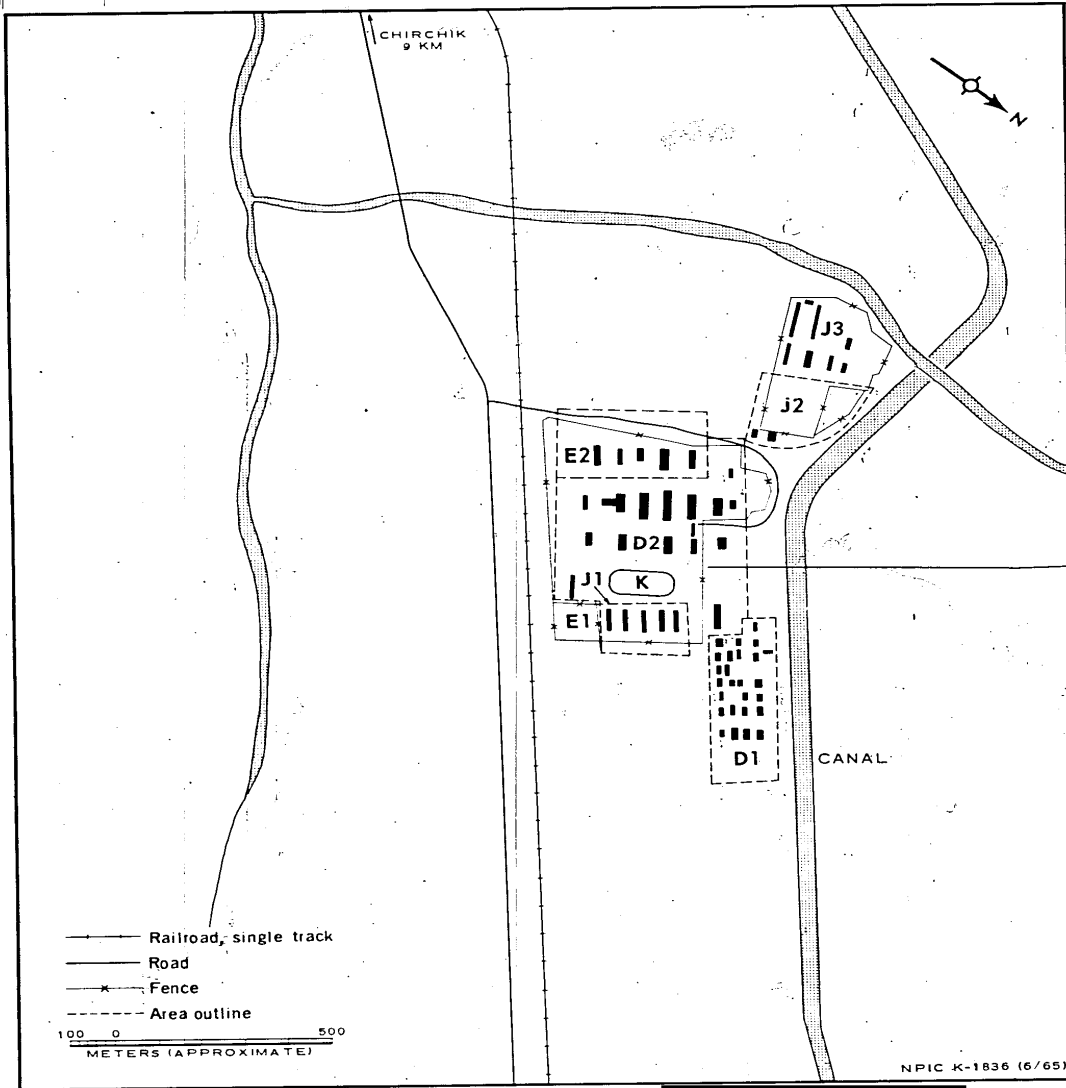 CHIRCHIK
9 KM
N
J3
J2
E2
D2
J1
K
E1
D1
CANAL
Railroad, single track
Road
Fence
Area outline
100 0 500
METERS (APPROXIMATE)
NPIC K-1836 (6/65)